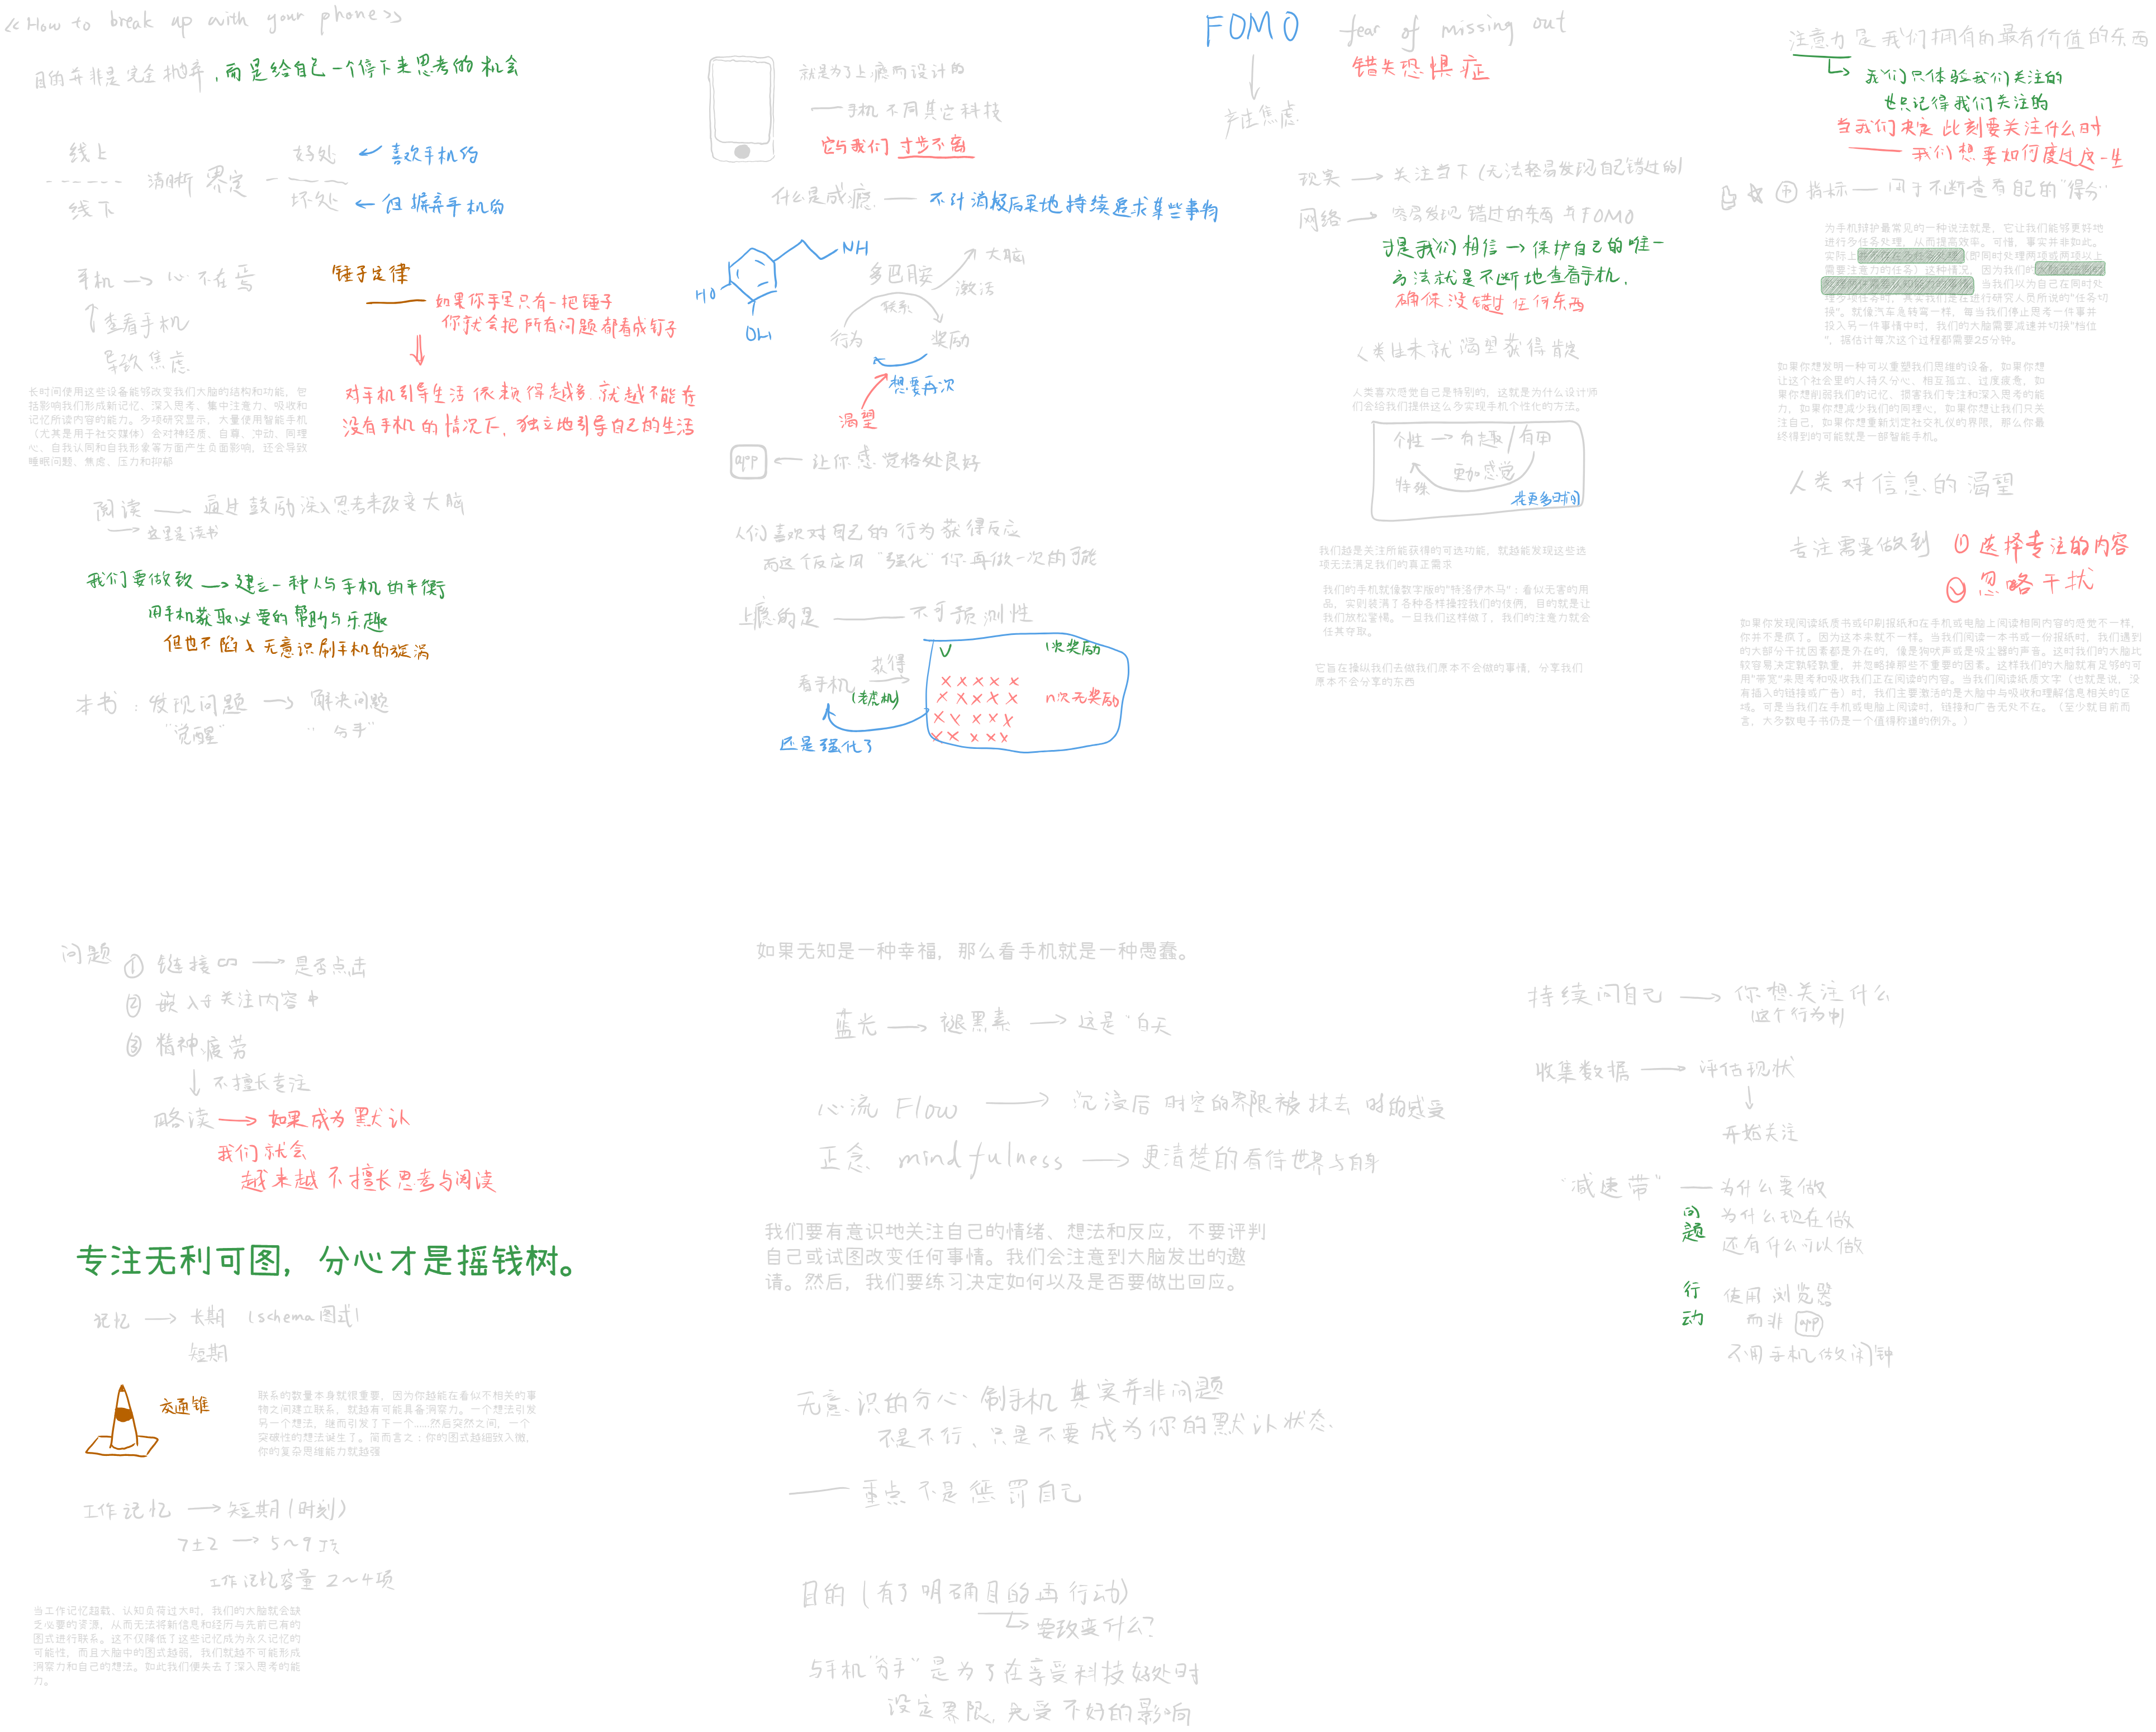 《How to break up with your phone》
目的并非是完全抛弃，而是给自己一个停下来思考的机会
线上
线下
清晰 界定
好处
坏处
← 喜欢手机的
← 但摒弃手机的
手机 → 心不在焉
↑查看手机
导致焦虑
锤子定律
如果你手里只有一把锤子
你就会把所有问题都看成钉子
对手机引导生活依赖得越多，就越不能在
没有手机的情况下，独立地引导自己的生活
长时间使用这些设备能够改变我们大脑的结构和功能，包
括影响我们形成新记忆、深入思考、集中注意力、吸收和
记忆所读内容的能力。多项研究显示，大量使用智能手机
（尤其是用于社交媒体）会对神经质、自尊、冲动、同理
心、自我认同和自我形象等方面产生负面影响，还会导致
睡眠问题、焦虑、压力和抑郁
阅读 —— 通过鼓励深入思考来改变大脑
→ 这里是读书
我们要做致 → 建立一种人与手机的平衡
用手机获取必要的帮助与乐趣
但也不陷入无意识刷手机的旋涡
本书：发现问题 → 解决问题
“觉醒” “分手”
就是为了上瘾而设计的
—— 手机不同其它科技
它与我们 寸步不离
什么是成瘾 —— 不计消极后果地持续追求某些事物
NH
HO
OH
多巴胺
大脑
激活
联系
行为
奖励
想要再次
渴望
app ← 让你感觉格外良好
人们喜欢对自己的行为获得反应
而这个反应因“强化”你再做一次的可能
上瘾的是 —— 不可预测性
看手机
获得
(老虎机)
还是强化了
√ 1次奖励
× × × × ×
× × × × × n次无奖励
× × × × ×
× × × × ×
FOMO fear of missing out
错失恐惧症
产生焦虑
现实 → 关注当下（无法轻易发现自己错过的）
网络 → 容易发现错过的东西 并FOMO
于是我们相信 → 保护自己的唯一
方法就是不断地查看手机，
确保没错过任何东西
人类生来就渴望获得肯定
人类喜欢感觉自己是特别的，这就是为什么设计师
们会给我们提供这么多实现手机个性化的方法。
个性 → 有趣/有用
特殊 更加感觉
花更多时间
我们越是关注所能获得的可选功能，就越能发现这些选
项无法满足我们的真正需求
我们的手机就像数字版的“特洛伊木马”：看似无害的用
品，实则装满了各种各样操控我们的伎俩，目的就是让
我们放松警惕。一旦我们这样做了，我们的注意力就会
任其夺取。
它旨在操纵我们去做我们原本不会做的事情，分享我们
原本不会分享的东西
注意力是我们拥有的最有价值的东西
我们只体验我们关注的
也只记得我们关注的
当我们决定 此刻要关注什么时
—— 我们想要如何度过这一生
指标 —— 用于不断查看自己的“得分”
为手机辩护最常见的一种说法就是，它让我们能够更好地
进行多任务处理，从而提高效率。可惜，事实并非如此。
实际上并不存在多任务处理（即同时处理两项或两项以上
需要注意力的任务）这种情况，因为我们的大脑无法同时
处理两件需要认知能力的事情。当我们以为自己在同时处
理多项任务时，其实我们是在进行研究人员所说的“任务切
换”。就像汽车急转弯一样，每当我们停止思考一件事并
投入另一件事情中时，我们的大脑需要减速并切换“档位
”，据估计每次这个过程都需要25分钟。
如果你想发明一种可以重塑我们思维的设备，如果你想
让这个社会里的人持久分心、相互孤立、过度疲惫，如
果你想削弱我们的记忆，损害我们专注和深入思考的能
力，如果你想减少我们的同理心，如果你想让我们只关
注自己，如果你想重新划定社交礼仪的界限，那么你最
终得到的可能就是一部智能手机。
人类对信息的渴望
专注需要做到 ① 选择专注的内容
② 忽略干扰
如果你发现阅读纸质书或印刷报纸和在手机或电脑上阅读相同内容的感觉不一样，
你并不是疯了。因为这本来就不一样。当我们阅读一本书或一份报纸时，我们遇到
的大部分干扰因素都是外在的，像是狗吠声或是吸尘器的声音。这时我们的大脑比
较容易决定孰轻孰重，并忽略掉那些不重要的因素。这样我们的大脑就有足够的可
用“带宽”来思考和吸收我们正在阅读的内容。当我们阅读纸质文字（也就是说，没
有插入的链接或广告）时，我们主要激活的是大脑中与吸收和理解信息相关的区
域。可是当我们在手机或电脑上阅读时，链接和广告无处不在。（至少就目前而
言，大多数电子书仍是一个值得称谦的例外。）
问题 ① 链接 → 是否点击
② 嵌入于关注内容中
③ 精神疲劳
↓ 不擅长专注
略读 → 如果成为默认
我们就会
越来越不擅长思考与阅读
专注无利可图，分心才是摇钱树。
记忆 → 长期（schema图式）
短期
交通锥
联系的数量本身就很重要，因为你越能在看似不相关的事
物之间建立联系，就越有可能具备洞察力。一个想法引发
另一个想法，继而引发了下一个……然后突然之间，一个
突破性的想法诞生了。简而言之：你的图式越细致入微，
你的复杂思维能力就越强
工作记忆 → 短期（时刻）
7±2 → 5～9项
工作记忆容量 2～4项
当工作记忆超载、认知负荷过大时，我们的大脑就会缺
乏必要的资源，从而无法将新信息和经历与先前已有的
图式进行联系。这不仅降低了这些记忆成为永久记忆的
可能性，而且大脑中的图式越弱，我们就越不可能形成
洞察力和自己的想法。如此我们便失去了深入思考的能
力。
如果无知是一种幸福，那么看手机就是一种愚蠢。
蓝光 → 褪黑素 → 这是“白天
心流 Flow → 沉浸后时空的界限被抹去时的感受
正念 mindfulness → 更清楚的看待世界与自身
我们要有意识地关注自己的情绪、想法和反应，不要评判
自己或试图改变任何事情。我们会注意到大脑发出的邀
请。然后，我们要练习决定如何以及是否要做出回应。
无意识的分心 刷手机 其实并非问题
不是不行，只是不要成为你的默认状态
—— 重点不是惩罚自己
目的（有了明确目的再行动）
要改变什么？
与手机“分手”是为了在享受科技好处时
设定界限，免受不好的影响
持续问自己 → 你想关注什么
(这个行为中)
收集数据 → 评估现状
↓
开始关注
“减速带” —— 为什么要做
问题
为什么现在做
还有什么可以做
行动
使用浏览器
而非 app
不用手机做闹钟